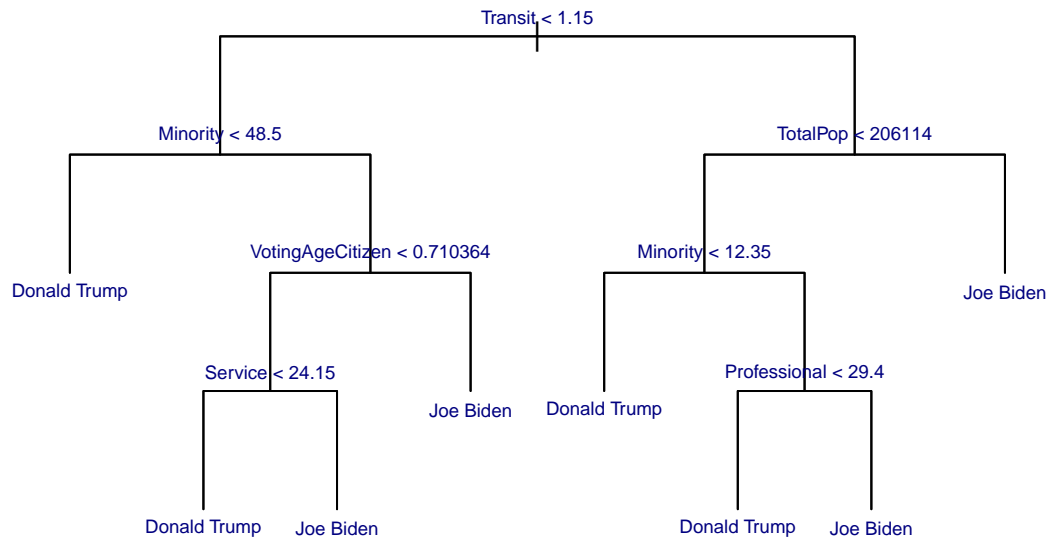 Transit < 1.15
Minority < 48.5
TotalPop < 206114
Donald Trump
VotingAgeCitizen < 0.710364
Minority < 12.35
Joe Biden
Service < 24.15
Joe Biden
Donald Trump
Professional < 29.4
Donald Trump
Joe Biden
Donald Trump
Joe Biden